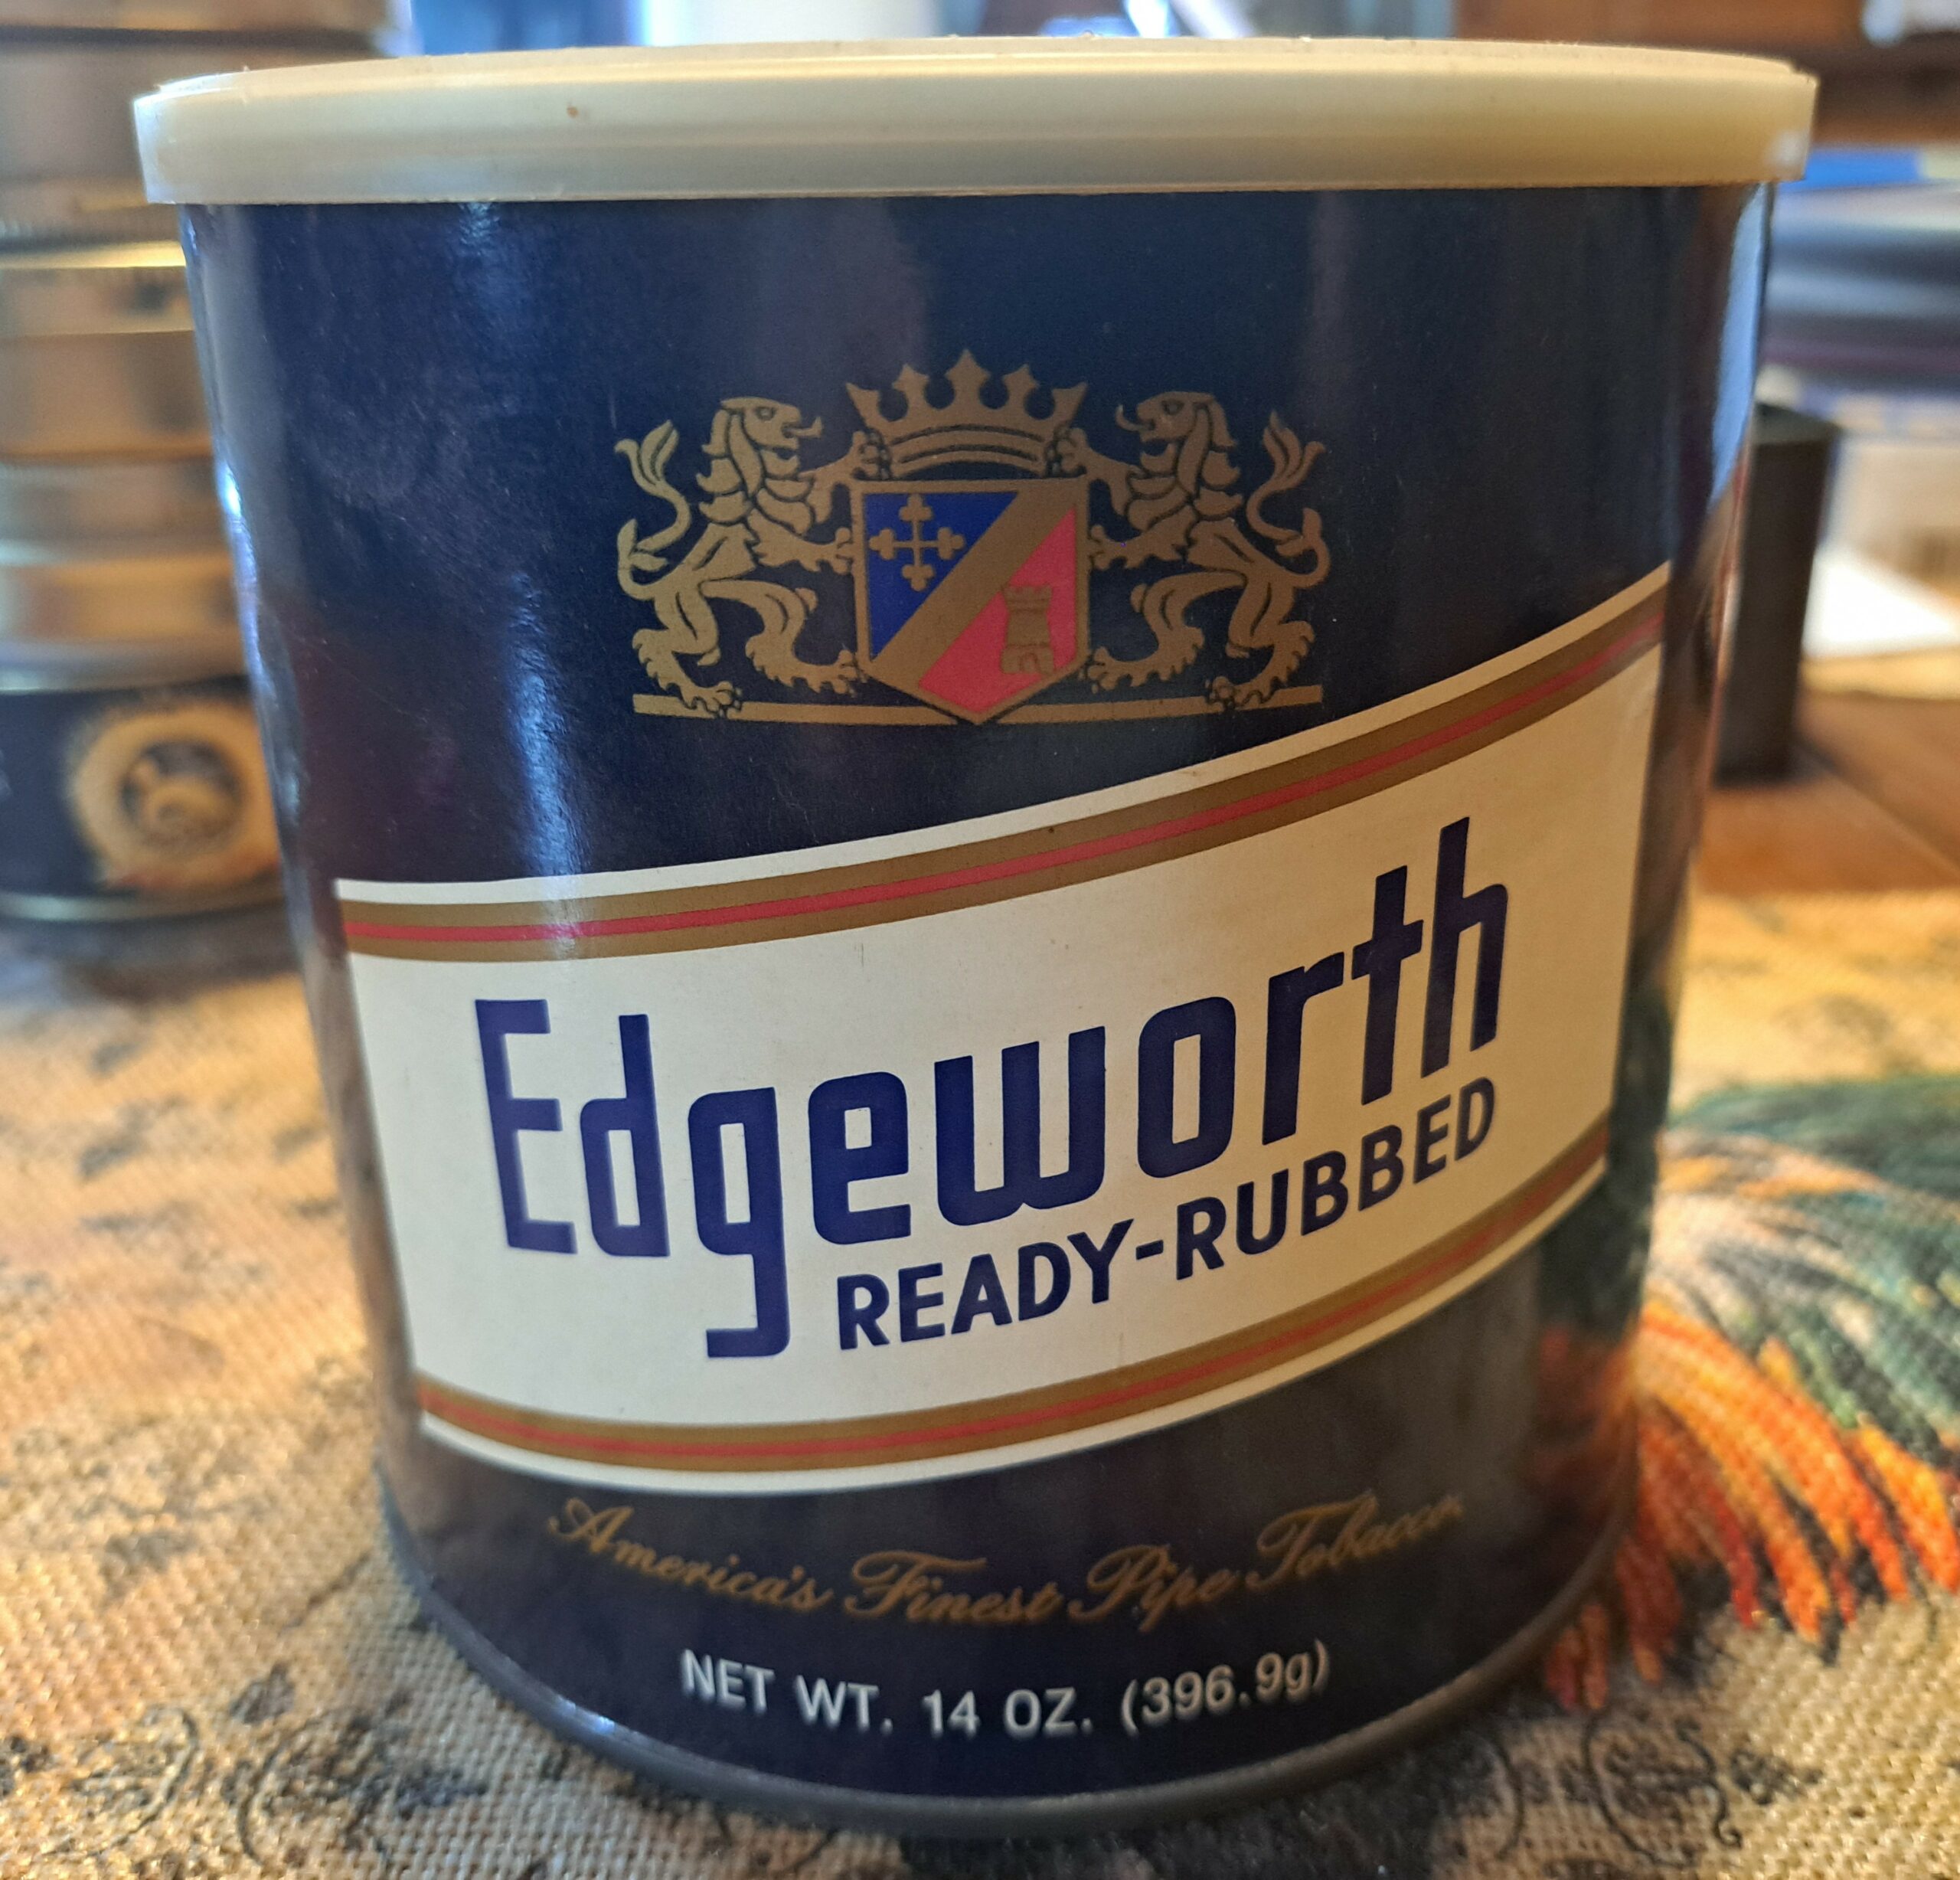 Edgeworth
READY-RUBBED
America's Finest Pipe Tobacco
NET WT. 14 OZ. (396.9g)